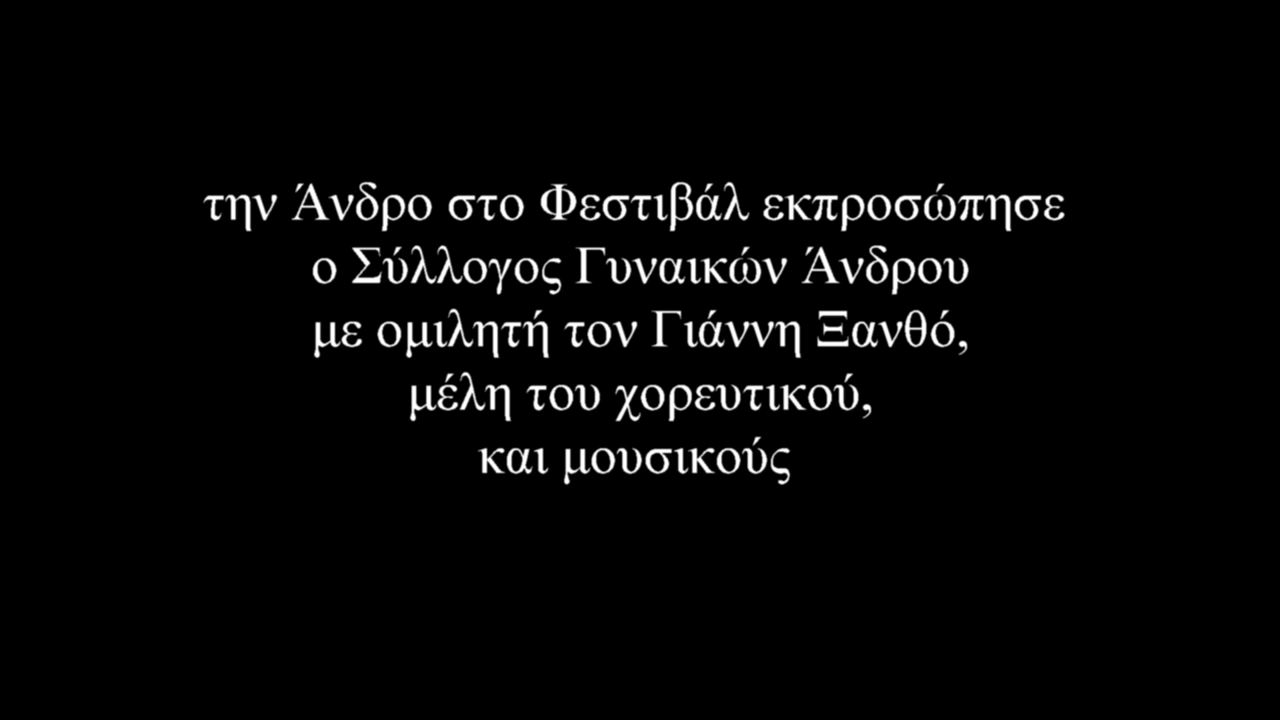 την Άνδρο στο Φεστιβάλ εκπροσώπησε
ο Σύλλογος Γυναικών Άνδρου
με ομιλητή τον Γιάννη Ξανθό,
μέλη του χορευτικού,
και μουσικούς